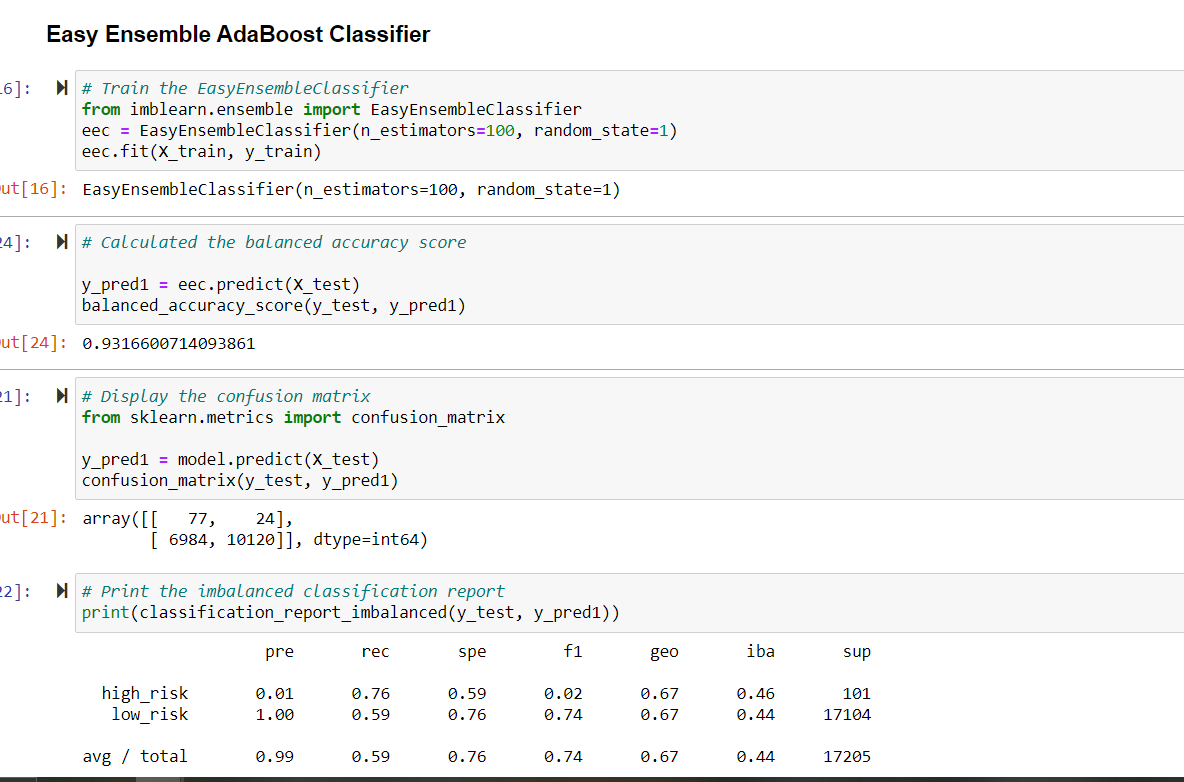 Easy Ensemble AdaBoost Classifier
16]:
# Train the EasyEnsembleClassifier
from imblearn.ensemble import EasyEnsembleClassifier
eec = EasyEnsembleClassifier(n_estimators=100, random_state=1)
eec.fit(X_train, y_train)
ut[16]: EasyEnsembleClassifier(n_estimators=100, random_state=1)
24]:
# Calculated the balanced accuracy score
y_pred1 = eec.predict(X_test)
balanced_accuracy_score(y_test, y_pred1)
ut[24]: 0.9316600714093861
21]:
# Display the confusion matrix
from sklearn.metrics import confusion_matrix
y_pred1 = model.predict(X_test)
confusion_matrix(y_test, y_pred1)
ut[21]: array([[   77,    24],
       [ 6984, 10120]], dtype=int64)
22]:
# Print the imbalanced classification report
print(classification_report_imbalanced(y_test, y_pred1))
pre rec spe f1 geo iba sup
high_risk 0.01 0.76 0.59 0.02 0.67 0.46 101
low_risk 1.00 0.59 0.76 0.74 0.67 0.44 17104
avg / total 0.99 0.59 0.76 0.74 0.67 0.44 17205